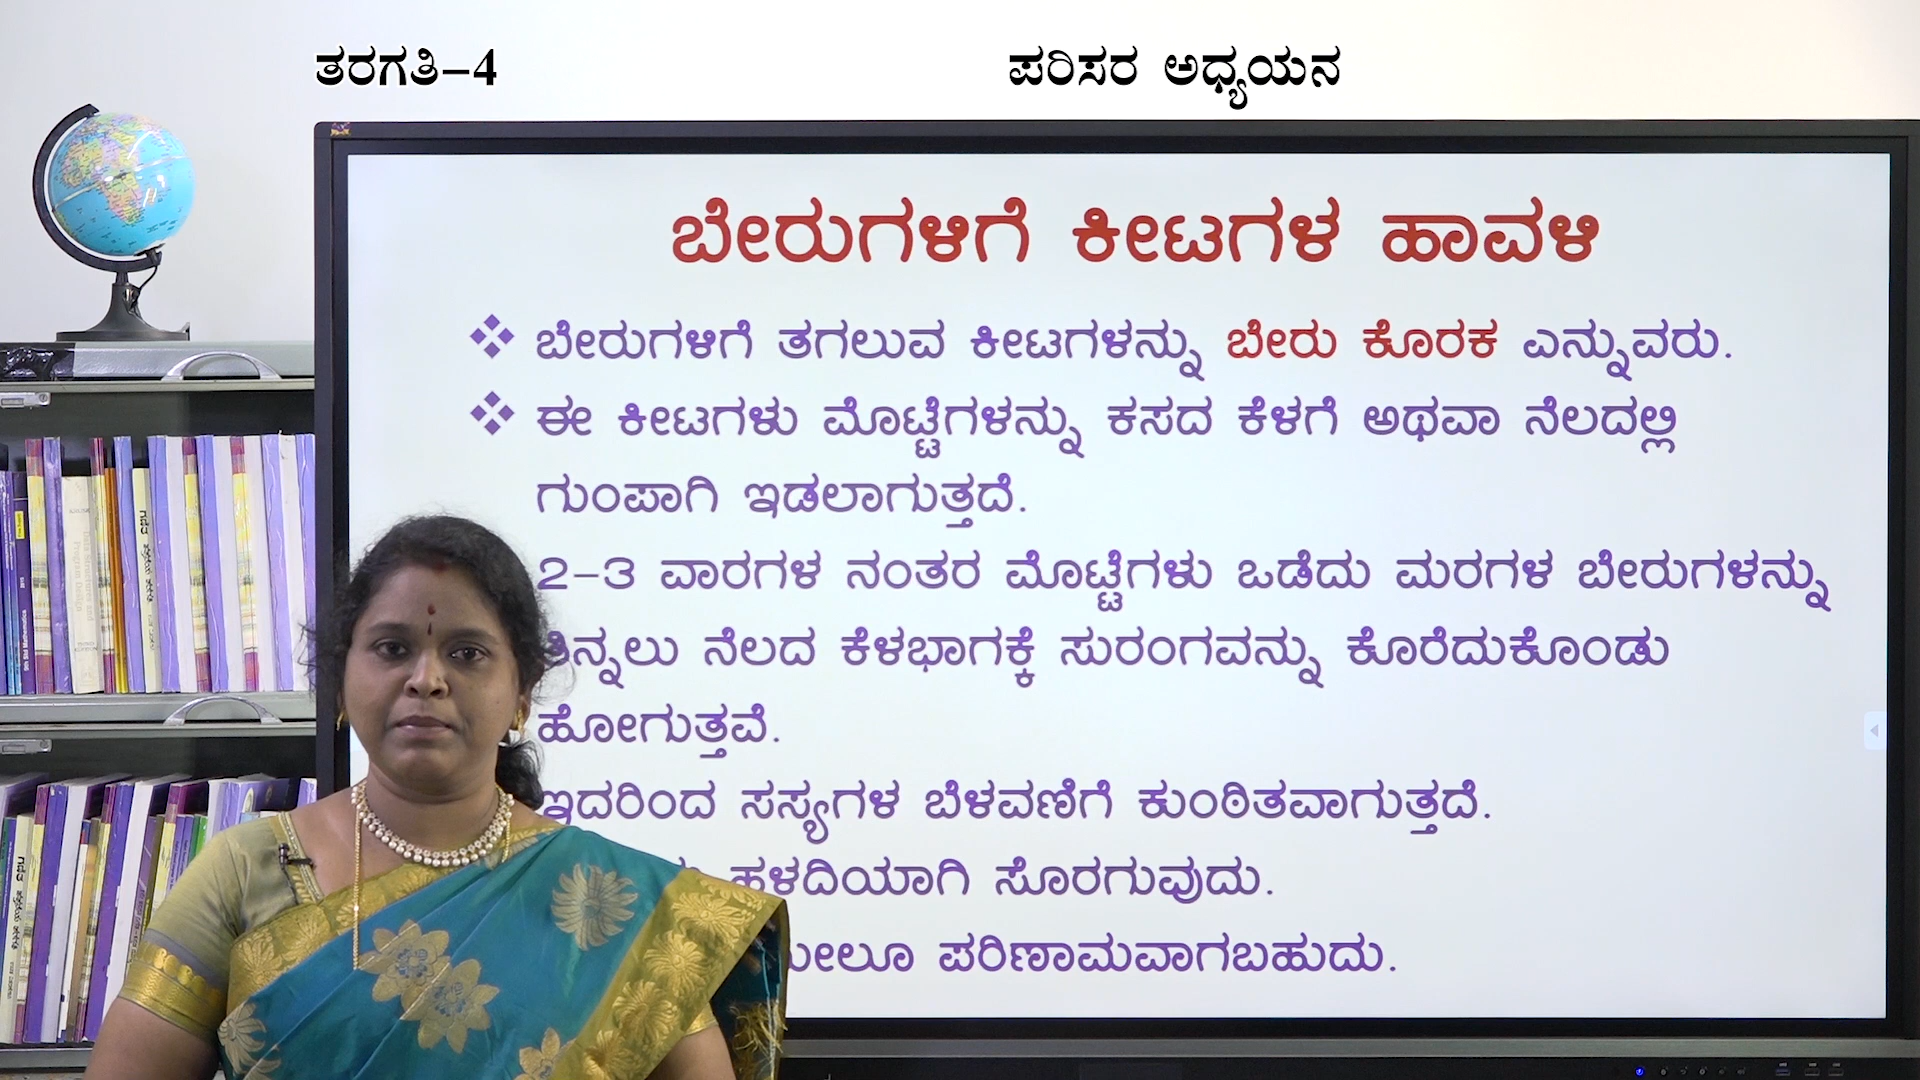 ತರಗತಿ-4
ಪರಿಸರ ಅಧ್ಯಯನ
ಬೇರುಗಳಿಗೆ ಕೀಟಗಳ ಹಾವಳಿ
❖ ಬೇರುಗಳಿಗೆ ತಗಲುವ ಕೀಟಗಳನ್ನು ಬೇರು ಕೊರಕ ಎನ್ನುವರು.
❖ ಈ ಕೀಟಗಳು ಮೊಟ್ಟೆಗಳನ್ನು ಕಸದ ಕೆಳಗೆ ಅಥವಾ ನೆಲದಲ್ಲಿ
ಗುಂಪಾಗಿ ಇಡಲಾಗುತ್ತದೆ.
2-3 ವಾರಗಳ ನಂತರ ಮೊಟ್ಟೆಗಳು ಒಡೆದು ಮರಗಳ ಬೇರುಗಳನ್ನು
ತಿನ್ನಲು ನೆಲದ ಕೆಳಭಾಗಕ್ಕೆ ಸುರಂಗವನ್ನು ಕೊರೆದುಕೊಂಡು
ಹೋಗುತ್ತವೆ.
ಇದರಿಂದ ಸಸ್ಯಗಳ ಬೆಳವಣಿಗೆ ಕುಂಠಿತವಾಗುತ್ತದೆ.
ಹಳದಿಯಾಗಿ ಸೊರಗುವುದು.
ಮೇಲೂ ಪರಿಣಾಮವಾಗಬಹುದು.